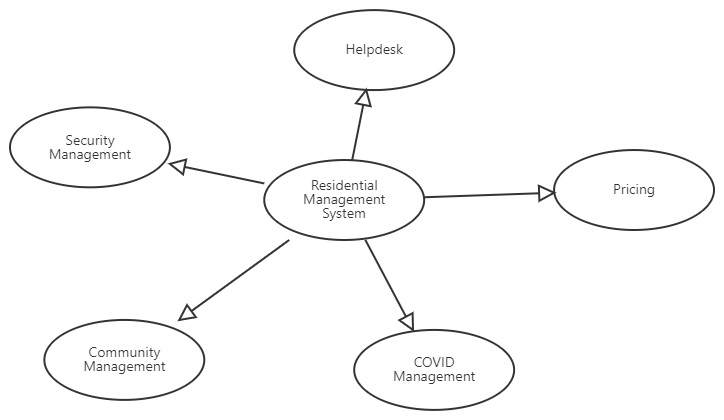 Helpdesk
Security
Management
Residential
Management
System
Pricing
Community
Management
COVID
Management